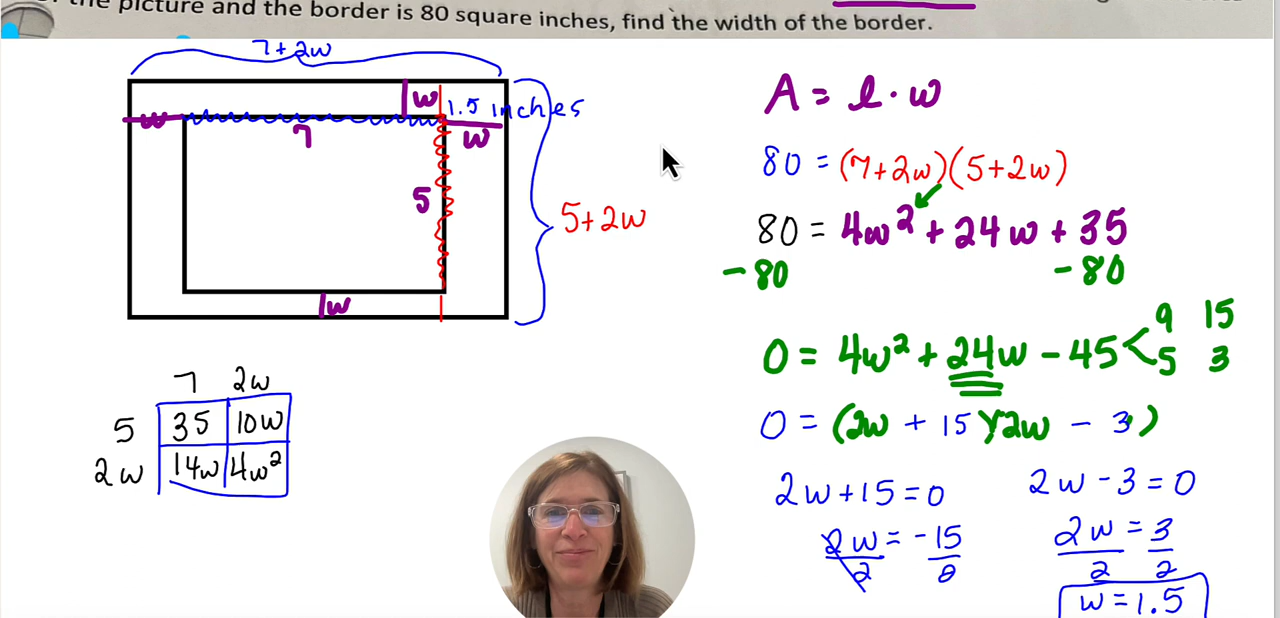 the picture and the border is 80 square inches, find the width of the border.
7+2w
w
w
1.5 inches
7
w
5
5+2w
w
7 2w
5 35 10w
2w 14w 4w²
A = l · w
80 = (7+2w)(5+2w)
80 = 4w² + 24w + 35
-80 -80
0 = 4w² + 24w - 45 < 9 15
5 3
0 = (2w + 15)(2w - 3)
2w+15=0
2w = -15
2 2
2w-3=0
2w = 3
2 2
w=1.5